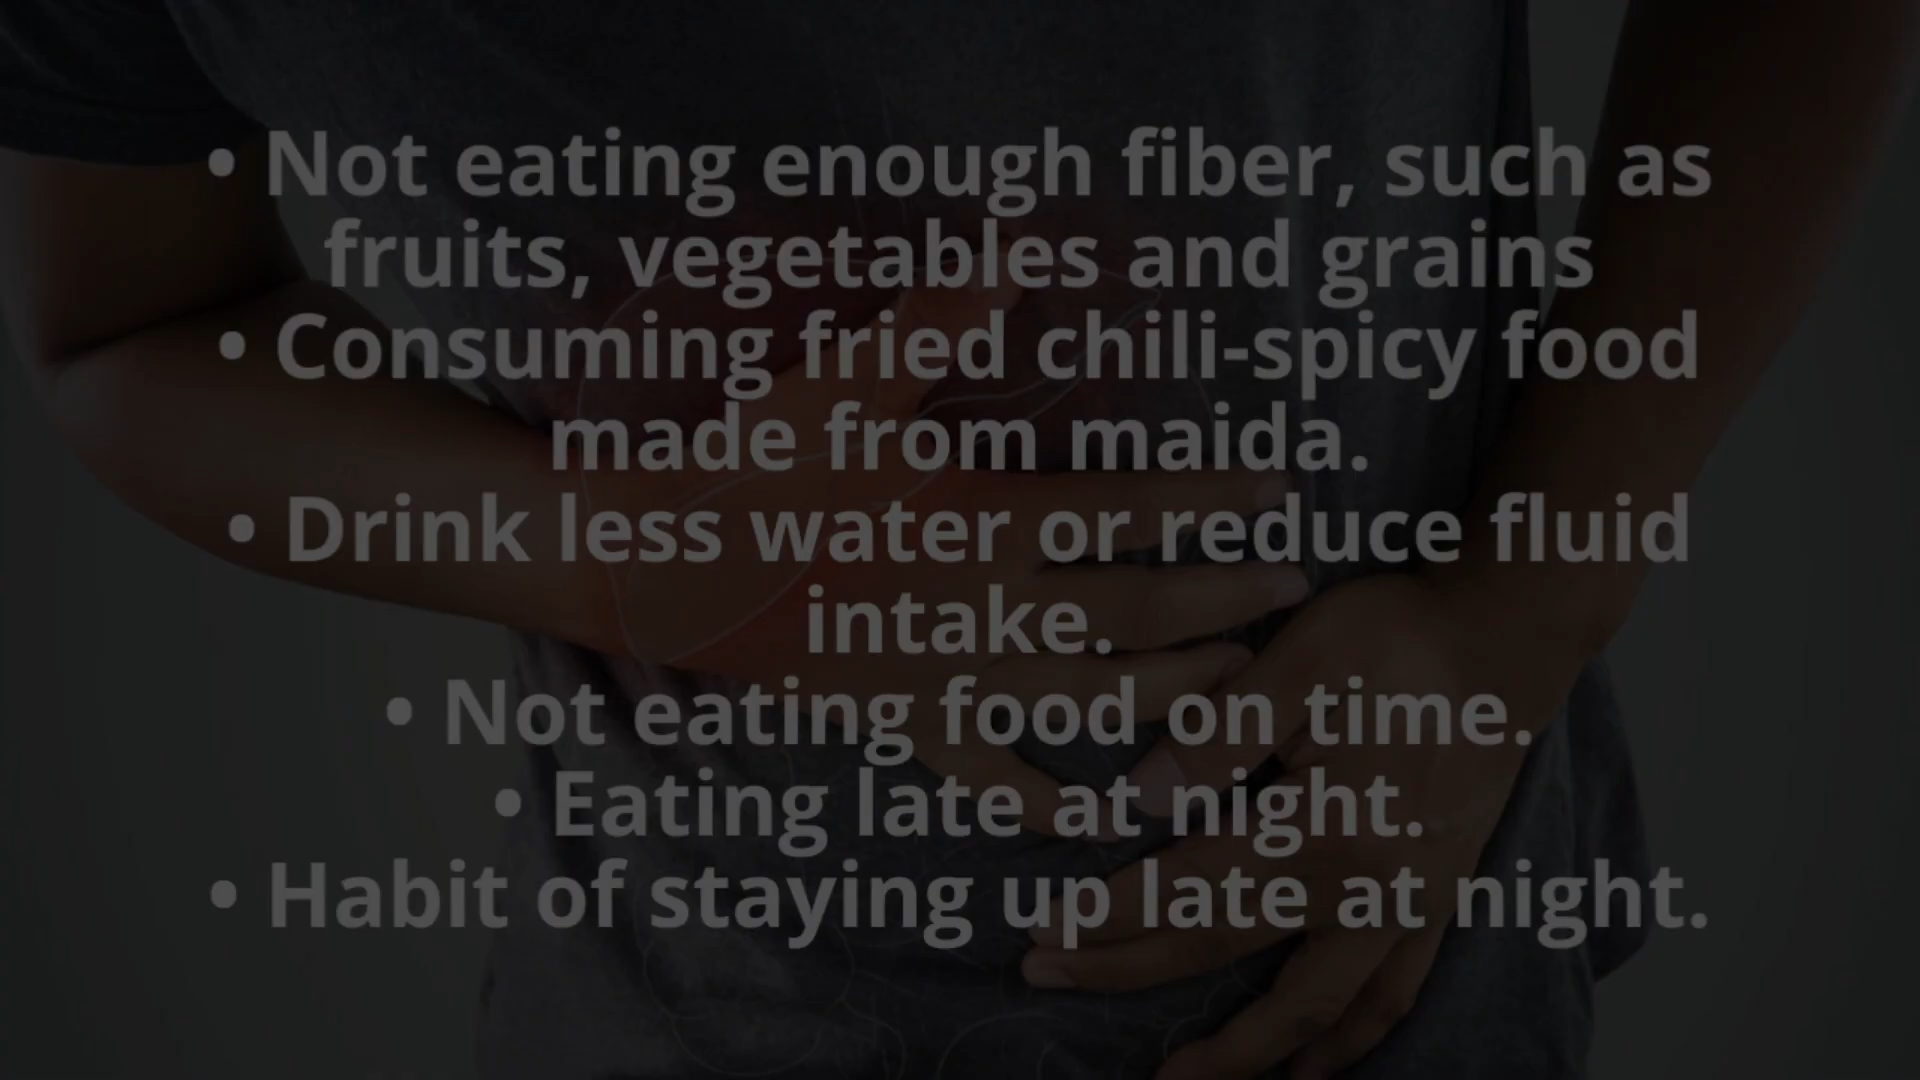 • Not eating enough fiber, such as
fruits, vegetables and grains
• Consuming fried chili-spicy food
made from maida.
• Drink less water or reduce fluid
intake.
• Not eating food on time.
• Eating late at night.
• Habit of staying up late at night.